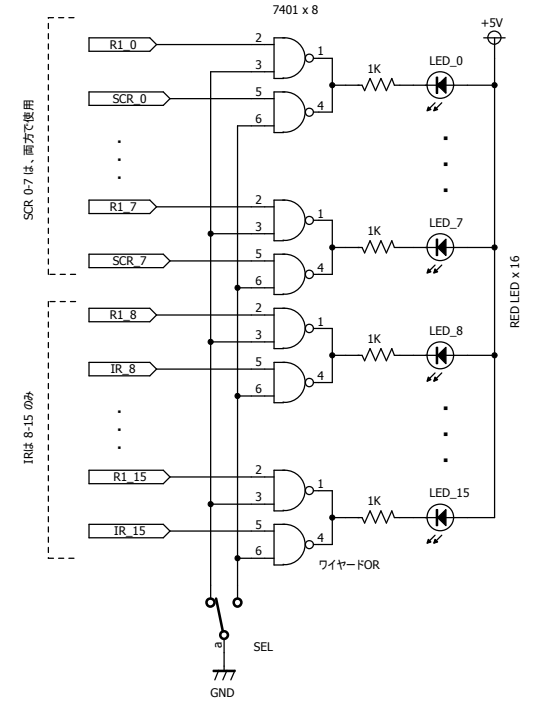 7401 x 8
+5V
SCR 0-7 は、両方で使用
R1_0
2
3
1
1K
LED_0
SCR_0
5
6
4
R1_7
2
3
1
1K
LED_7
SCR_7
5
6
4
RED LED x 16
IRは 8-15 のみ
R1_8
2
3
1
1K
LED_8
IR_8
5
6
4
R1_15
2
3
1
1K
LED_15
IR_15
5
6
4
ワイヤードOR
a
SEL
GND